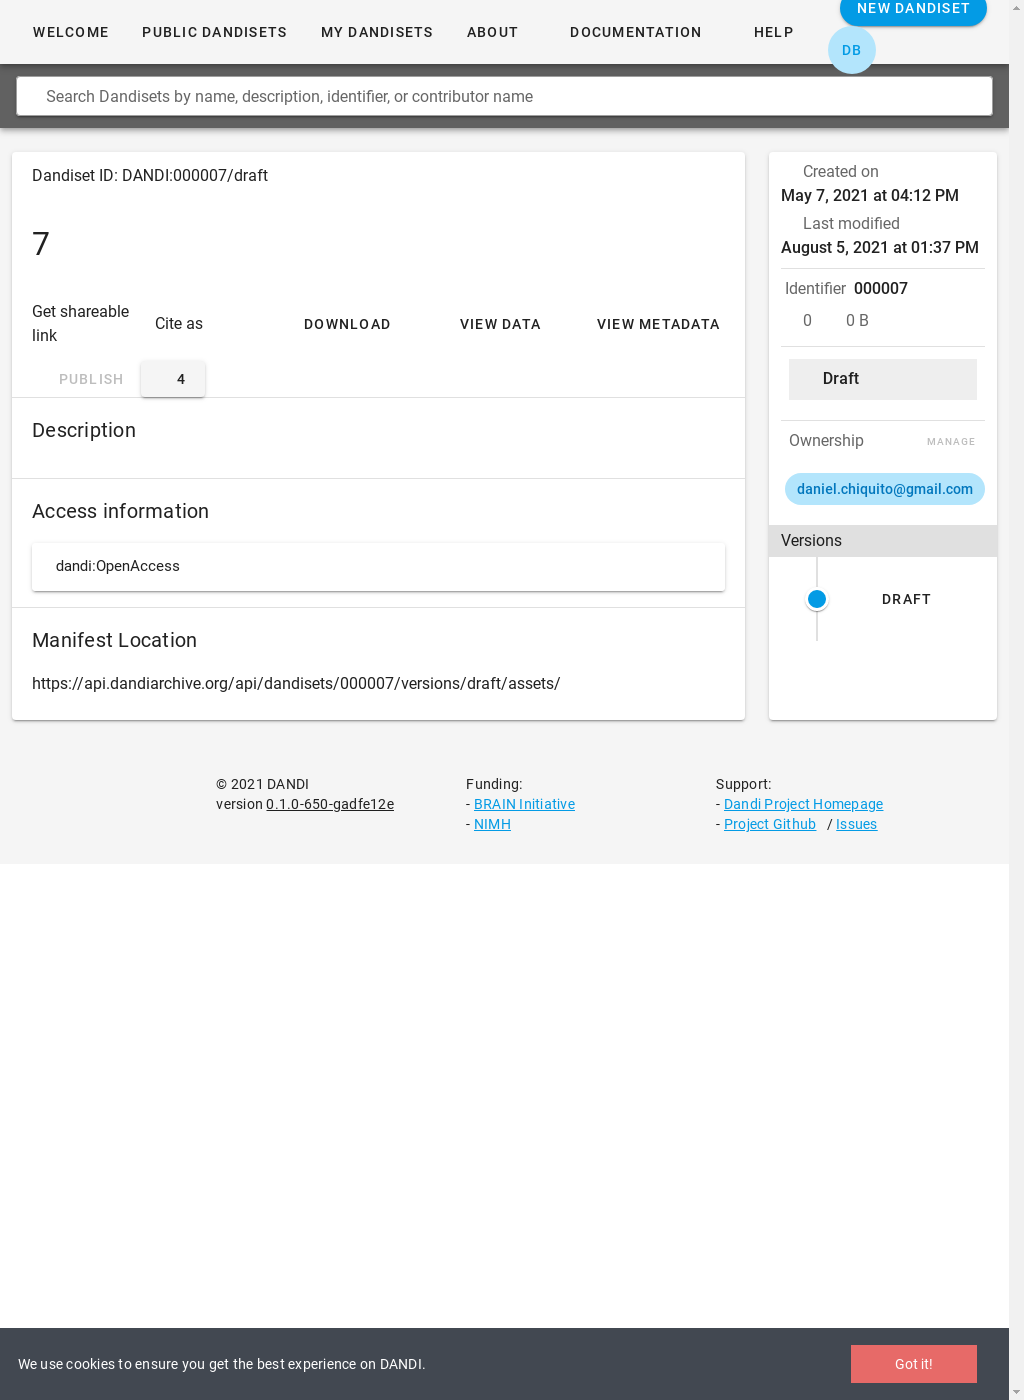 WELCOME
PUBLIC DANDISETS
MY DANDISETS
ABOUT
DOCUMENTATION
HELP
NEW DANDISET
DB
Search Dandisets by name, description, identifier, or contributor name
Dandiset ID: DANDI:000007/draft
7
Get shareable
link
Cite as
DOWNLOAD
VIEW DATA
VIEW METADATA
PUBLISH
4
Description
Access information
dandi:OpenAccess
Manifest Location
https://api.dandiarchive.org/api/dandisets/000007/versions/draft/assets/
Created on
May 7, 2021 at 04:12 PM
Last modified
August 5, 2021 at 01:37 PM
Identifier 000007
0 0 B
Draft
Ownership
MANAGE
daniel.chiquito@gmail.com
Versions
DRAFT
© 2021 DANDI
version 0.1.0-650-gadfe12e
Funding:
- BRAIN Initiative
- NIMH
Support:
- Dandi Project Homepage
- Project Github / Issues
We use cookies to ensure you get the best experience on DANDI.
Got it!